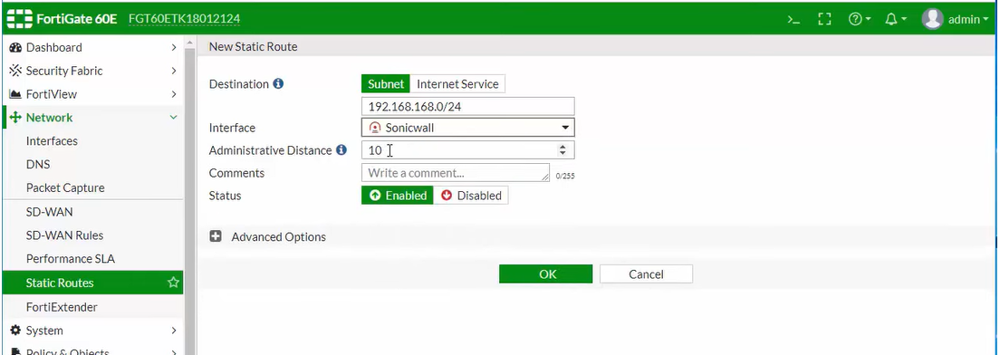 FortiGate 60E FGT60ETK18012124 >_ admin
Dashboard
Security Fabric
FortiView
Network
Interfaces
DNS
Packet Capture
SD-WAN
SD-WAN Rules
Performance SLA
Static Routes
FortiExtender
System
Policy & Objects
New Static Route
Destination Subnet Internet Service
192.168.168.0/24
Interface Sonicwall
Administrative Distance 10
Comments Write a comment... 0/255
Status Enabled Disabled
Advanced Options
OK Cancel